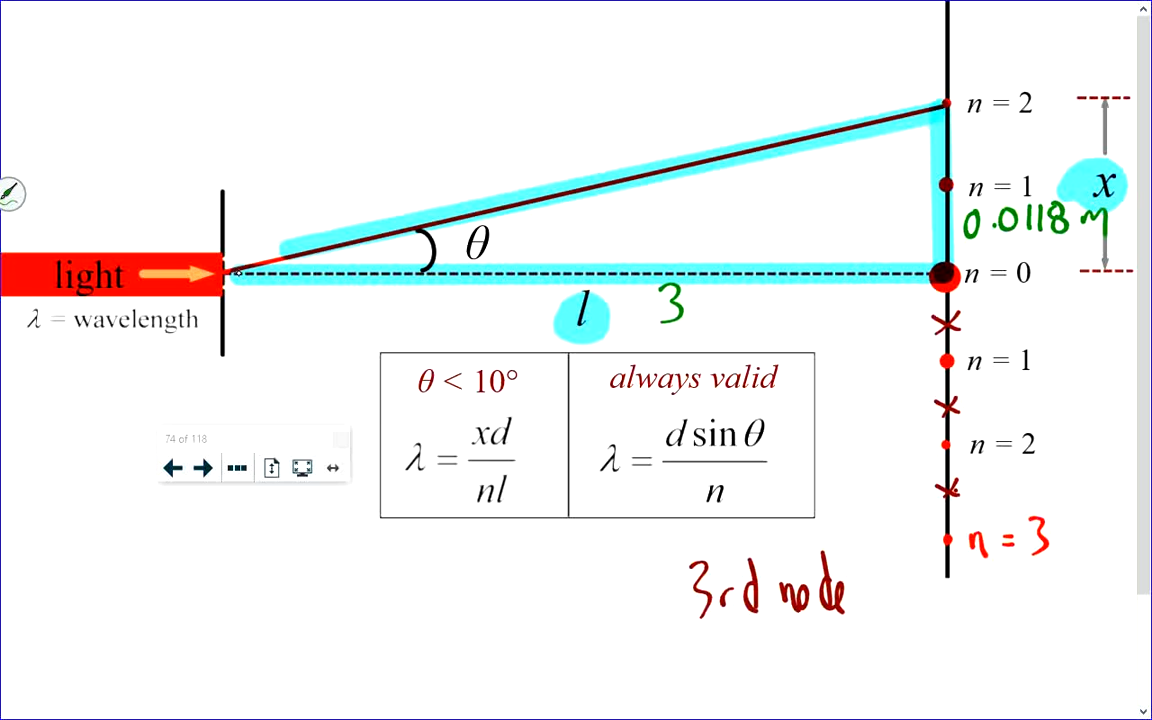 n = 2
n = 1
x
0.0118 m
θ
light
n = 0
λ = wavelength
l
3
n = 1
θ < 10°
always valid
λ = xd / nl
λ = d sin θ / n
n = 2
74 of 118
n = 3
3rd node